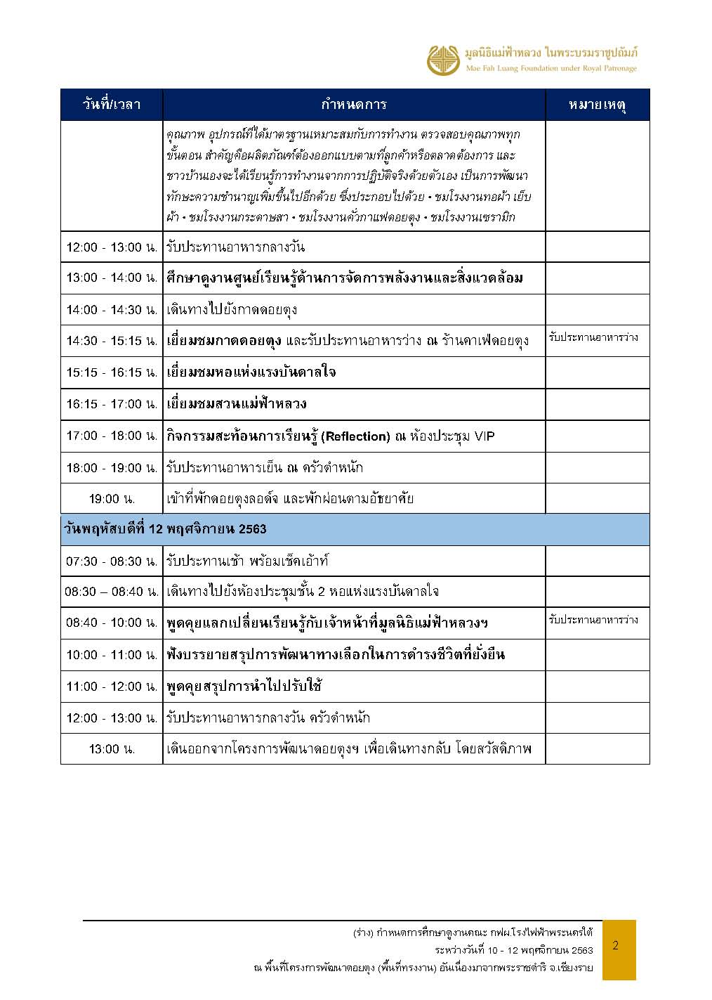 มูลนิธิแม่ฟ้าหลวง ในพระบรมราชูปถัมภ์
Mae Fah Luang Foundation under Royal Patronage
วันที่/เวลา กำหนดการ หมายเหตุ
คุณภาพ อุปกรณ์ที่ได้มาตรฐานเหมาะสมกับการทำงาน ตรวจสอบคุณภาพทุก
ขั้นตอน สำคัญคือผลิตภัณฑ์ต้องออกแบบตามที่ลูกค้าหรือตลาดต้องการ และ
ชาวบ้านเองจะได้เรียนรู้การทำงานจากการปฏิบัติจริงด้วยตัวเอง เป็นการพัฒนา
ทักษะความชำนาญเพิ่มขึ้นไปอีกด้วย ซึ่งประกอบไปด้วย • ชมโรงงานทอผ้า เย็บ
ผ้า • ชมโรงงานกระดาษสา • ชมโรงงานคั่วกาแฟดอยตุง • ชมโรงงานเซรามิก
12:00 - 13:00 น. รับประทานอาหารกลางวัน
13:00 - 14:00 น. ศึกษาดูงานศูนย์เรียนรู้ด้านการจัดการพลังงานและสิ่งแวดล้อม
14:00 - 14:30 น. เดินทางไปยังกาดดอยตุง
14:30 - 15:15 น. เยี่ยมชมกาดดอยตุง และรับประทานอาหารว่าง ณ ร้านคาเฟ่ดอยตุง รับประทานอาหารว่าง
15:15 - 16:15 น. เยี่ยมชมหอแห่งแรงบันดาลใจ
16:15 - 17:00 น. เยี่ยมชมสวนแม่ฟ้าหลวง
17:00 - 18:00 น. กิจกรรมสะท้อนการเรียนรู้ (Reflection) ณ ห้องประชุม VIP
18:00 - 19:00 น. รับประทานอาหารเย็น ณ ครัวตำหนัก
19:00 น. เข้าที่พักดอยตุงลอด์จ และพักผ่อนตามอัธยาศัย
วันพฤหัสบดีที่ 12 พฤศจิกายน 2563
07:30 - 08:30 น. รับประทานเช้า พร้อมเช็คเอ้าท์
08:30 – 08:40 น. เดินทางไปยังห้องประชุมชั้น 2 หอแห่งแรงบันดาลใจ
08:40 - 10:00 น. พูดคุยแลกเปลี่ยนเรียนรู้กับเจ้าหน้าที่มูลนิธิแม่ฟ้าหลวงฯ รับประทานอาหารว่าง
10:00 - 11:00 น. ฟังบรรยายสรุปการพัฒนาทางเลือกในการดำรงชีวิตที่ยั่งยืน
11:00 - 12:00 น. พูดคุยสรุปการนำไปปรับใช้
12:00 - 13:00 น. รับประทานอาหารกลางวัน ครัวตำหนัก
13:00 น. เดินออกจากโครงการพัฒนาดอยตุงฯ เพื่อเดินทางกลับ โดยสวัสดิภาพ
(ร่าง) กำหนดการศึกษาดูงานคณะ กฟผ.โรงไฟฟ้าพระนครใต้
ระหว่างวันที่ 10 - 12 พฤศจิกายน 2563
ณ พื้นที่โครงการพัฒนาดอยตุง (พื้นที่ทรงงาน) อันเนื่องมาจากพระราชดำริ จ.เชียงราย
2